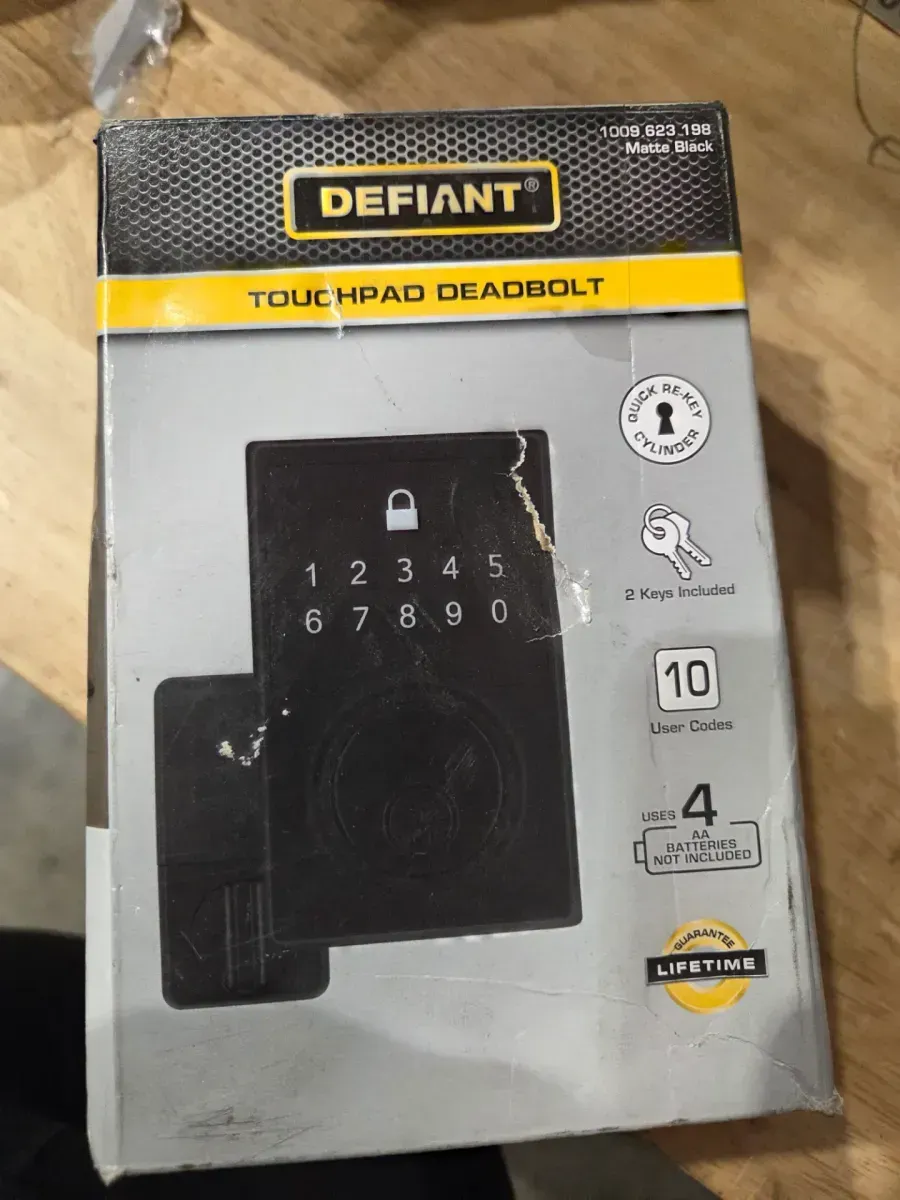 1009 623 198
Matte Black
DEFIANT®
TOUCHPAD DEADBOLT
QUICK RE-KEY
CYLINDER
1 2 3 4 5
6 7 8 9 0
2 Keys Included
10
User Codes
USES 4
AA
BATTERIES
NOT INCLUDED
GUARANTEE
LIFETIME